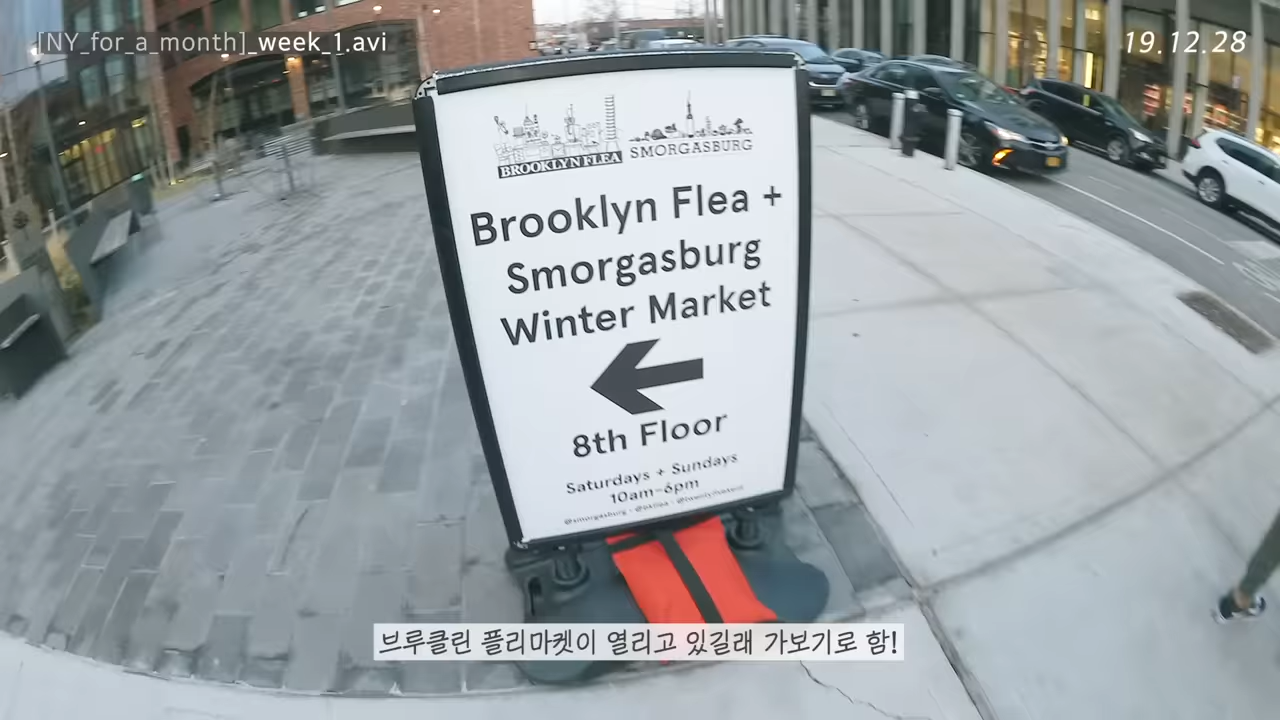 [NY_for_a_month]_week_1.avi
19.12.28
BROOKLYN FLEA
SMORGASBURG
Brooklyn Flea +
Smorgasburg
Winter Market
8th Floor
Saturdays + Sundays
10am-6pm
@smorgasburg - @bkflea -
브루클린 플리마켓이 열리고 있길래 가보기로 함!